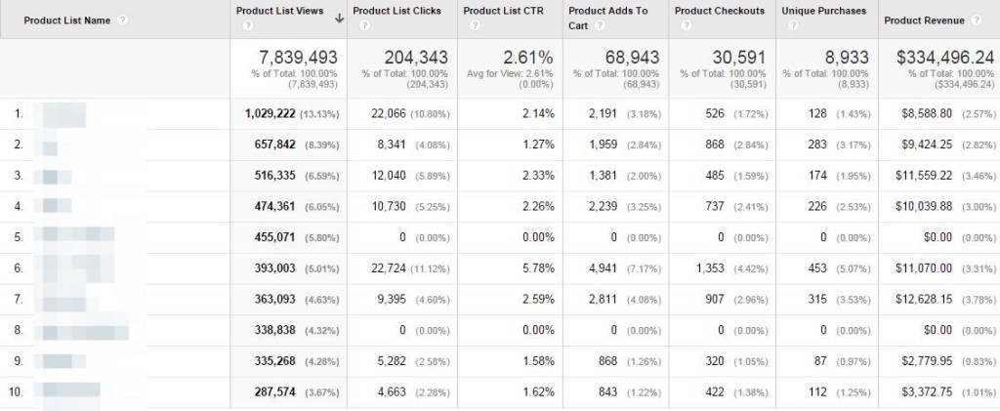 Product List Name ? Product List Views ? Product List Clicks ? Product List CTR ? Product Adds To Cart ? Product Checkouts ? Unique Purchases ? Product Revenue ?
7,839,493 204,343 2.61% 68,943 30,591 8,933 $334,496.24
% of Total: 100.00% % of Total: 100.00% Avg for View: 2.61% % of Total: 100.00% % of Total: 100.00% % of Total: 100.00% % of Total: 100.00%
(7,839,493) (204,343) (0.00%) (68,943) (30,591) (8,933) ($334,496.24)
1. 1,029,222 (13.13%) 22,066 (10.80%) 2.14% 2,191 (3.18%) 526 (1.72%) 128 (1.43%) $8,588.80 (2.57%)
2. 657,842 (8.39%) 8,341 (4.08%) 1.27% 1,959 (2.84%) 868 (2.84%) 283 (3.17%) $9,424.25 (2.82%)
3. 516,335 (6.59%) 12,040 (5.89%) 2.33% 1,381 (2.00%) 485 (1.59%) 174 (1.95%) $11,559.22 (3.46%)
4. 474,361 (6.05%) 10,730 (5.25%) 2.26% 2,239 (3.25%) 737 (2.41%) 226 (2.53%) $10,039.88 (3.00%)
5. 455,071 (5.80%) 0 (0.00%) 0.00% 0 (0.00%) 0 (0.00%) 0 (0.00%) $0.00 (0.00%)
6. 393,003 (5.01%) 22,724 (11.12%) 5.78% 4,941 (7.17%) 1,353 (4.42%) 453 (5.07%) $11,070.00 (3.31%)
7. 363,093 (4.63%) 9,395 (4.60%) 2.59% 2,811 (4.08%) 907 (2.96%) 315 (3.53%) $12,628.15 (3.78%)
8. 338,838 (4.32%) 0 (0.00%) 0.00% 0 (0.00%) 0 (0.00%) 0 (0.00%) $0.00 (0.00%)
9. 335,268 (4.28%) 5,282 (2.58%) 1.58% 868 (1.26%) 320 (1.05%) 87 (0.97%) $2,779.95 (0.83%)
10. 287,574 (3.67%) 4,663 (2.28%) 1.62% 843 (1.22%) 422 (1.38%) 112 (1.25%) $3,372.75 (1.01%)